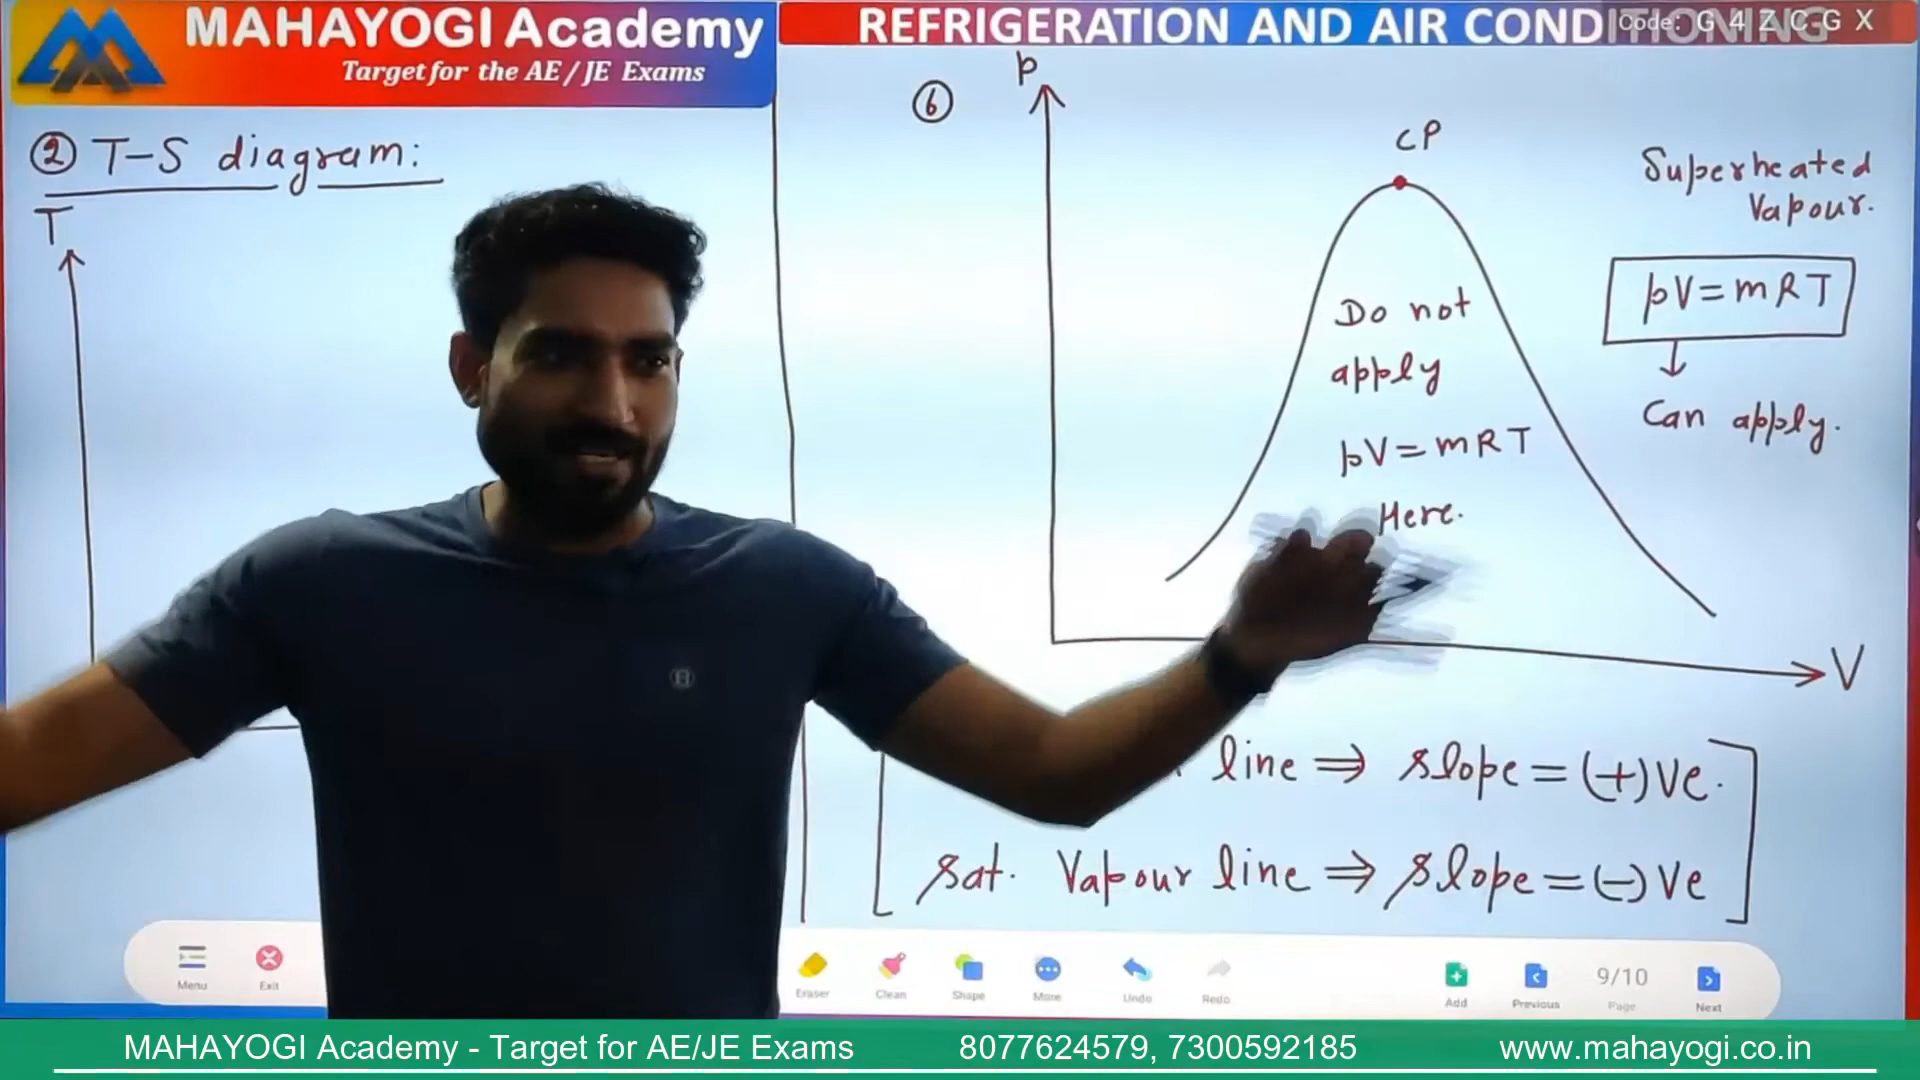 MAHAYOGI Academy
Target for the AE / JE Exams
REFRIGERATION AND AIR CONDITIONING
Code: G 4 Z C G X
② T-S diagram:
T
⑥
p
CP
Superheated
Vapour.
pV = mRT
Can apply.
Do not
apply
pV = mRT
Here.
V
line ⇒ slope = (+)ve.
sat. Vapour line ⇒ slope = (-)ve
Menu
Exit
Eraser
Clean
Shape
More
Undo
Redo
Add
Previous
9/10
Page
Next
MAHAYOGI Academy - Target for AE/JE Exams
8077624579, 7300592185
www.mahayogi.co.in